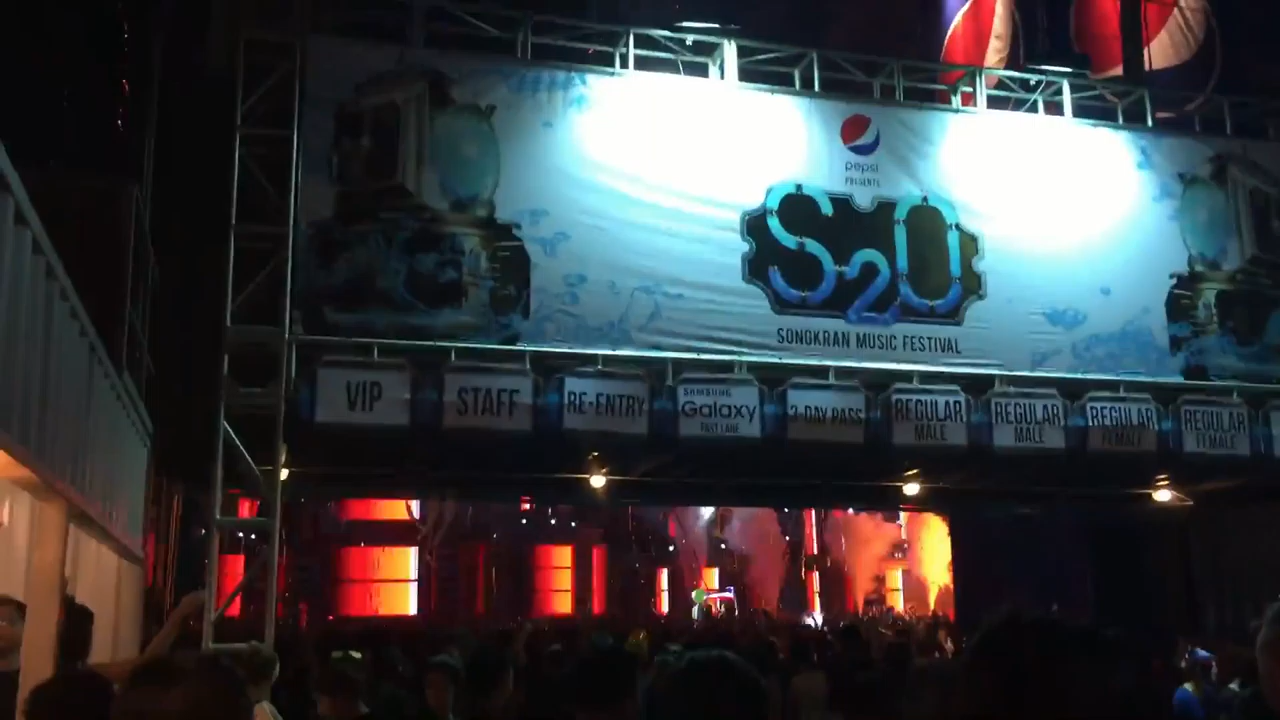 pepsi
PRESENTS
S2O
SONGKRAN MUSIC FESTIVAL
VIP
STAFF
RE-ENTRY
SAMSUNG
Galaxy
FAST LANE
3-DAY PASS
REGULAR
MALE
REGULAR
MALE
REGULAR
FEMALE
REGULAR
FEMALE